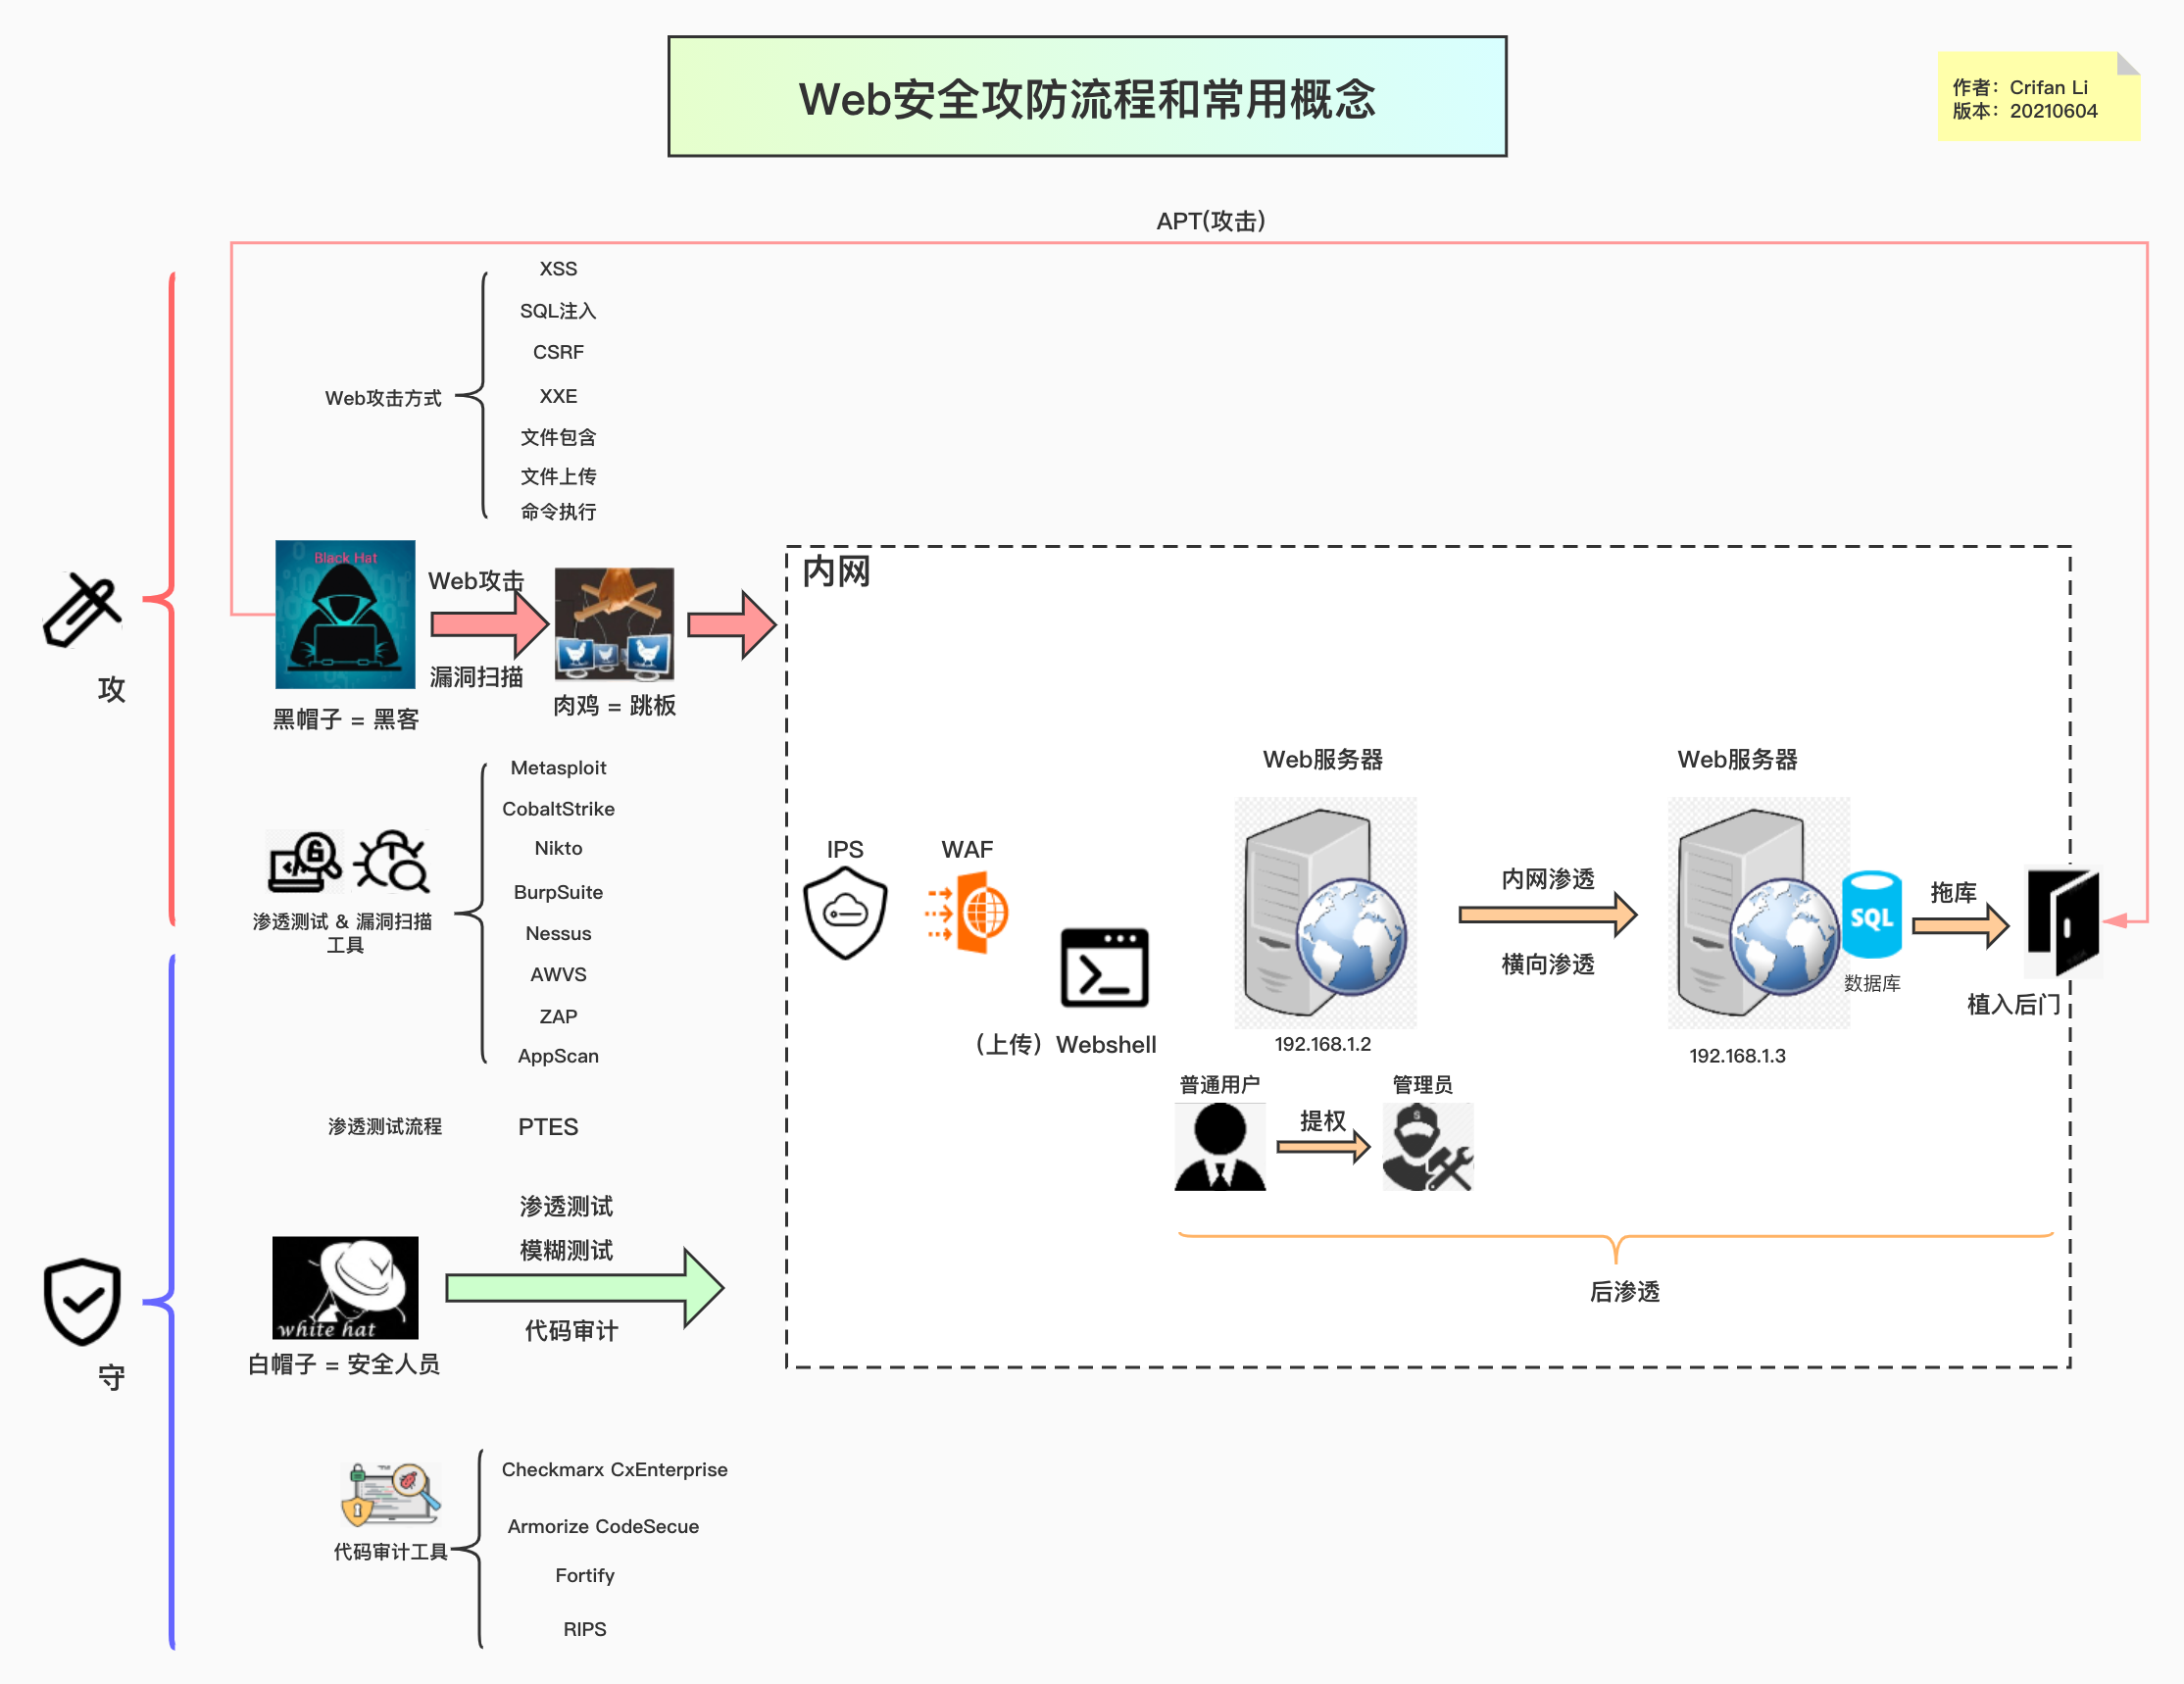 Web安全攻防流程和常用概念
作者：Crifan Li
版本：20210604
APT(攻击)
XSS
SQL注入
CSRF
Web攻击方式
XXE
文件包含
文件上传
命令执行
Black Hat
Web攻击
漏洞扫描
黑帽子 = 黑客
肉鸡 = 跳板
攻
Metasploit
CobaltStrike
Nikto
BurpSuite
渗透测试 & 漏洞扫描
工具
Nessus
AWVS
ZAP
AppScan
渗透测试流程
PTES
内网
IPS
WAF
（上传）Webshell
Web服务器
192.168.1.2
内网渗透
横向渗透
Web服务器
192.168.1.3
SQL
数据库
拖库
植入后门
普通用户
提权
管理员
S
后渗透
渗透测试
模糊测试
代码审计
white hat
白帽子 = 安全人员
守
Checkmarx CxEnterprise
Armorize CodeSecue
代码审计工具
Fortify
RIPS